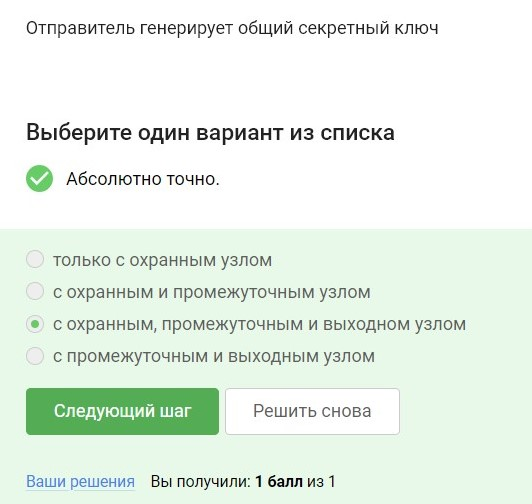 Отправитель генерирует общий секретный ключ
Выберите один вариант из списка
Абсолютно точно.
только с охранным узлом
с охранным и промежуточным узлом
с охранным, промежуточным и выходном узлом
с промежуточным и выходным узлом
Следующий шаг
Решить снова
Ваши решения Вы получили: 1 балл из 1